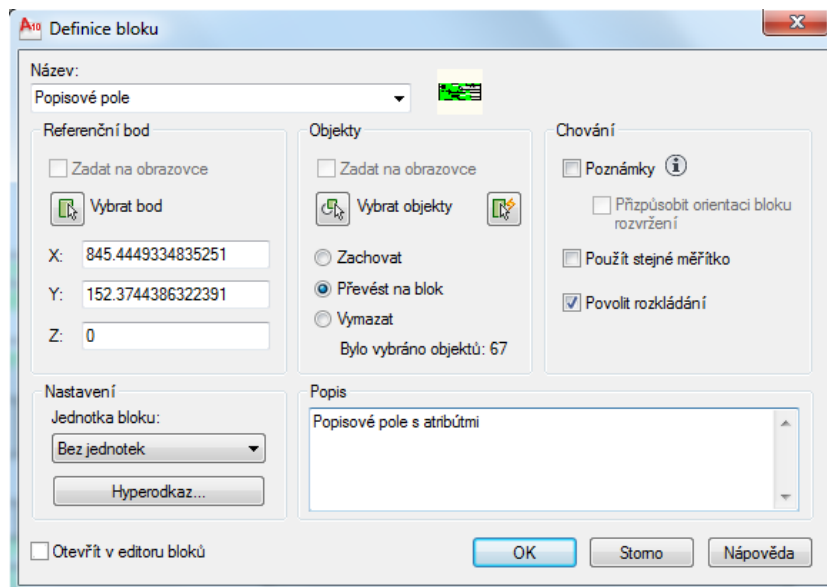 A10 Definice bloku
Název:
Popisové pole
Referenční bod
Zadat na obrazovce
Vybrat bod
X: 845.4449334835251
Y: 152.3744386322391
Z: 0
Objekty
Zadat na obrazovce
Vybrat objekty
Zachovat
Převést na blok
Vymazat
Bylo vybráno objektů: 67
Chování
Poznámky
Přizpůsobit orientaci bloku
rozvržení
Použít stejné měřítko
Povolit rozkládání
Nastavení
Jednotka bloku:
Bez jednotek
Hyperodkaz...
Popis
Popisové pole s atribútmi
Otevřít v editoru bloků
OK Storno Nápověda